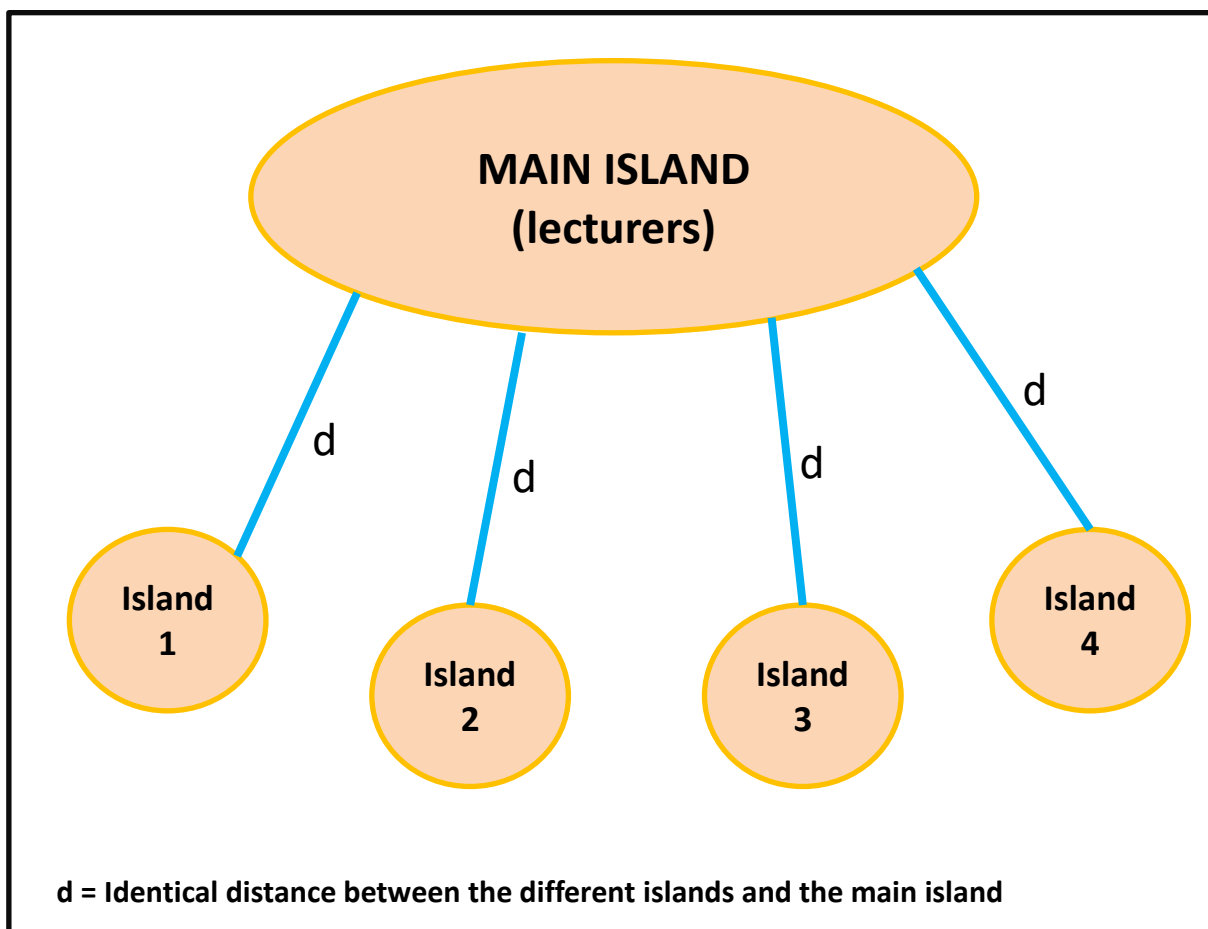 MAIN ISLAND
(lecturers)
d
d
d
d
Island
1
Island
2
Island
3
Island
4
d = Identical distance between the different islands and the main island